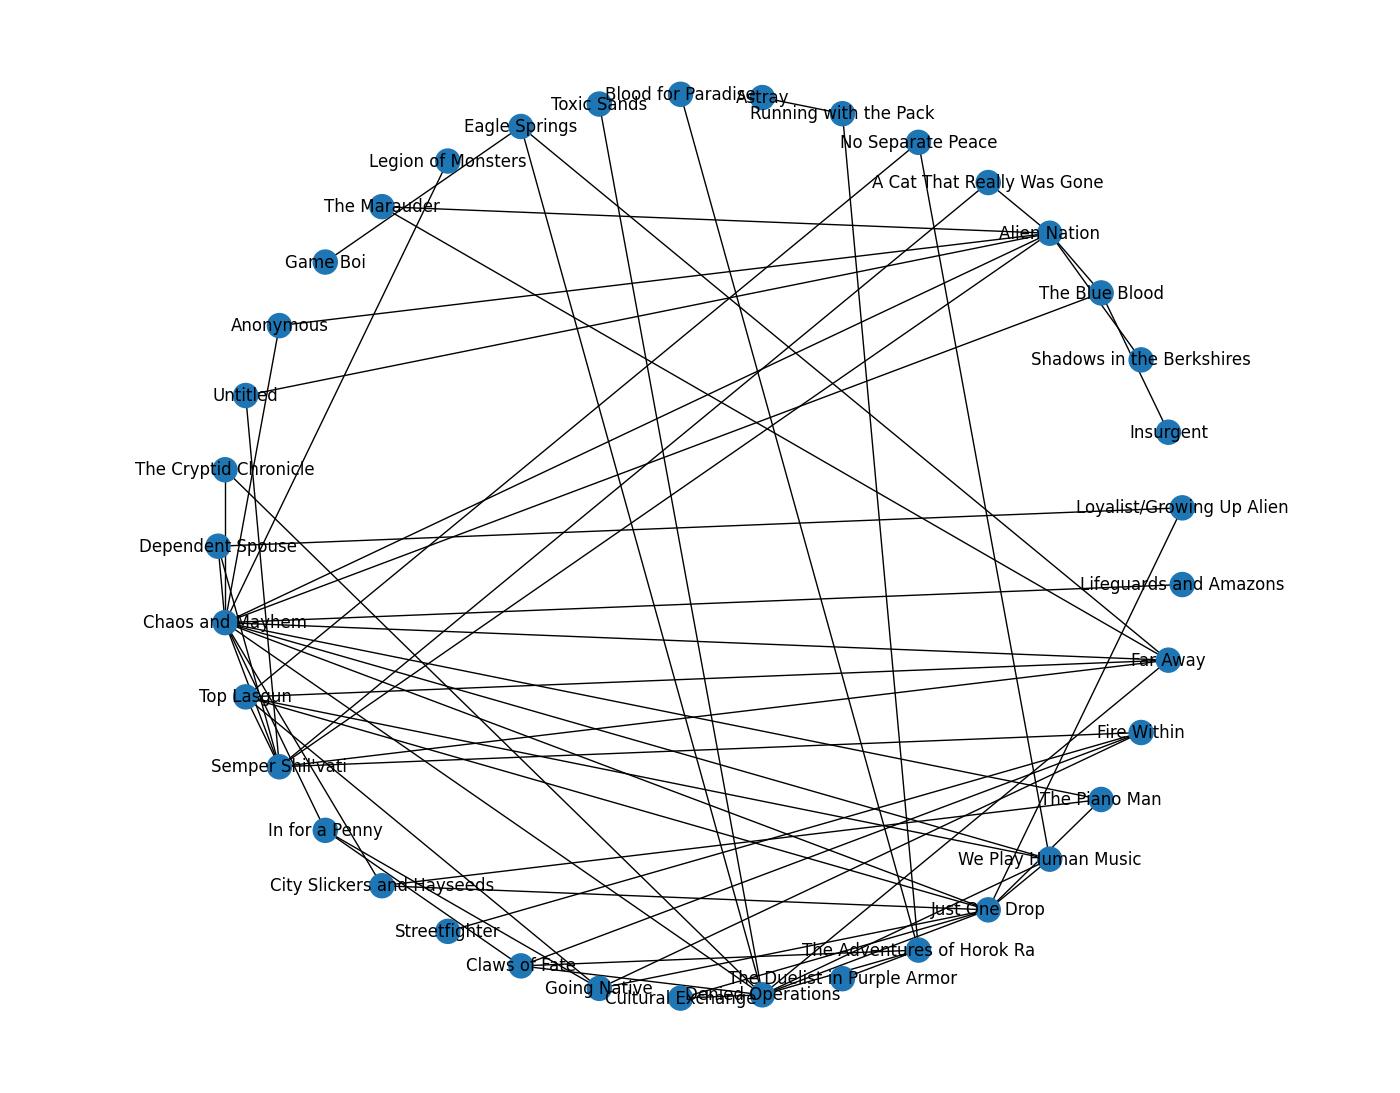 Blood for Paradise
Astray
Toxic Sands
Running with the Pack
Eagle Springs
No Separate Peace
Legion of Monsters
A Cat That Really Was Gone
The Marauder
Alien Nation
Game Boi
The Blue Blood
Anonymous
Shadows in the Berkshires
Untitled
Insurgent
The Cryptid Chronicle
Loyalist/Growing Up Alien
Dependent Spouse
Lifeguards and Amazons
Chaos and Mayhem
Far Away
Top Lasgun
Fire Within
Semper Shil'vati
The Piano Man
In for a Penny
We Play Human Music
City Slickers and Hayseeds
Just One Drop
Streetfighter
The Adventures of Horok Ra
Claws of Fate
The Duelist in Purple Armor
Going Native
Cultural Exchange
Denied Operations